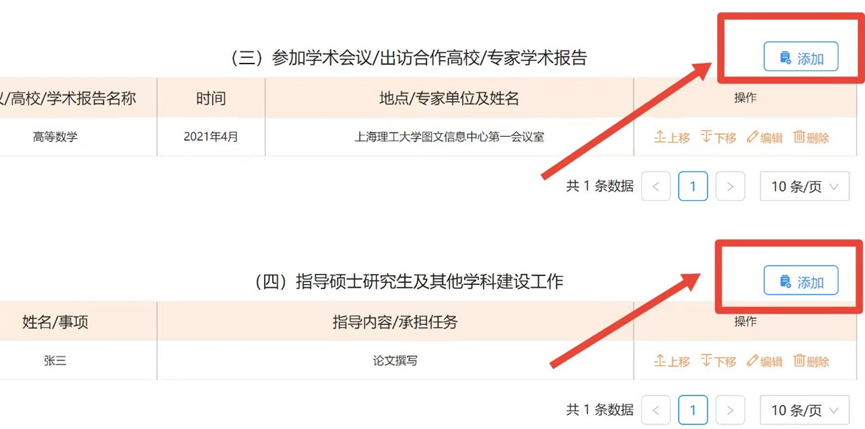 （三）参加学术会议/出访合作高校/专家学术报告 添加
议/高校/学术报告名称 时间 地点/专家单位及姓名 操作
高等数学 2021年4月 上海理工大学图文信息中心第一会议室 上移 下移 编辑 删除
共 1 条数据 < 1 > 10 条/页
（四）指导硕士研究生及其他学科建设工作 添加
姓名/事项 指导内容/承担任务 操作
张三 论文撰写 上移 下移 编辑 删除
共 1 条数据 < 1 > 10 条/页